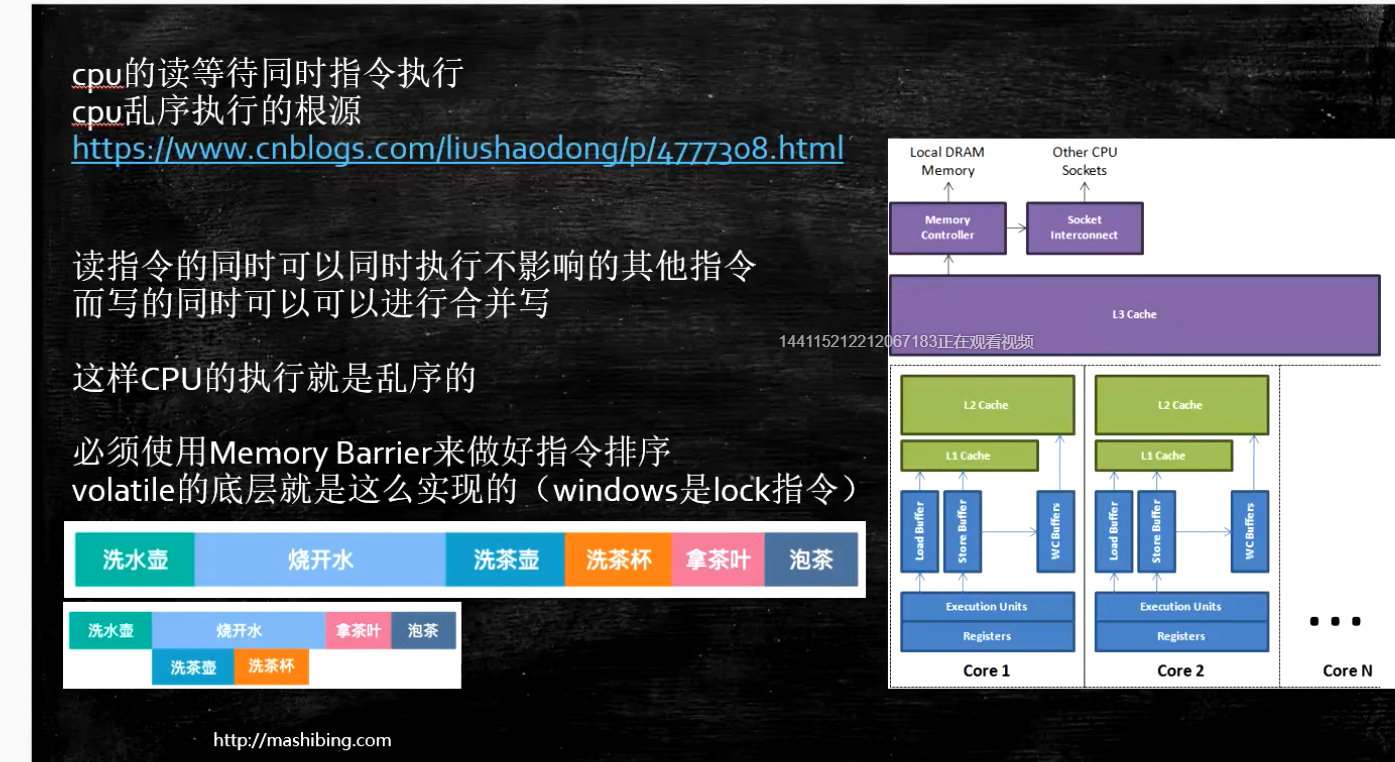 cpu的读等待同时指令执行
cpu乱序执行的根源
https://www.cnblogs.com/liushaodong/p/4777308.html
读指令的同时可以同时执行不影响的其他指令
而写的同时可以可以进行合并写
这样CPU的执行就是乱序的
必须使用Memory Barrier来做好指令排序
volatile的底层就是这么实现的（windows是lock指令）
洗水壶 烧开水 洗茶壶 洗茶杯 拿茶叶 泡茶
洗水壶 烧开水 拿茶叶 泡茶
洗茶壶 洗茶杯
http://mashibing.com
144115212212067183正在观看视频
Local DRAM
Memory
Other CPU
Sockets
Memory
Controller
Socket
Interconnect
L3 Cache
L2 Cache
L1 Cache
Load Buffer
Store Buffer
WC Buffers
Execution Units
Registers
Core 1
L2 Cache
L1 Cache
Load Buffer
Store Buffer
WC Buffers
Execution Units
Registers
Core 2
...
Core N